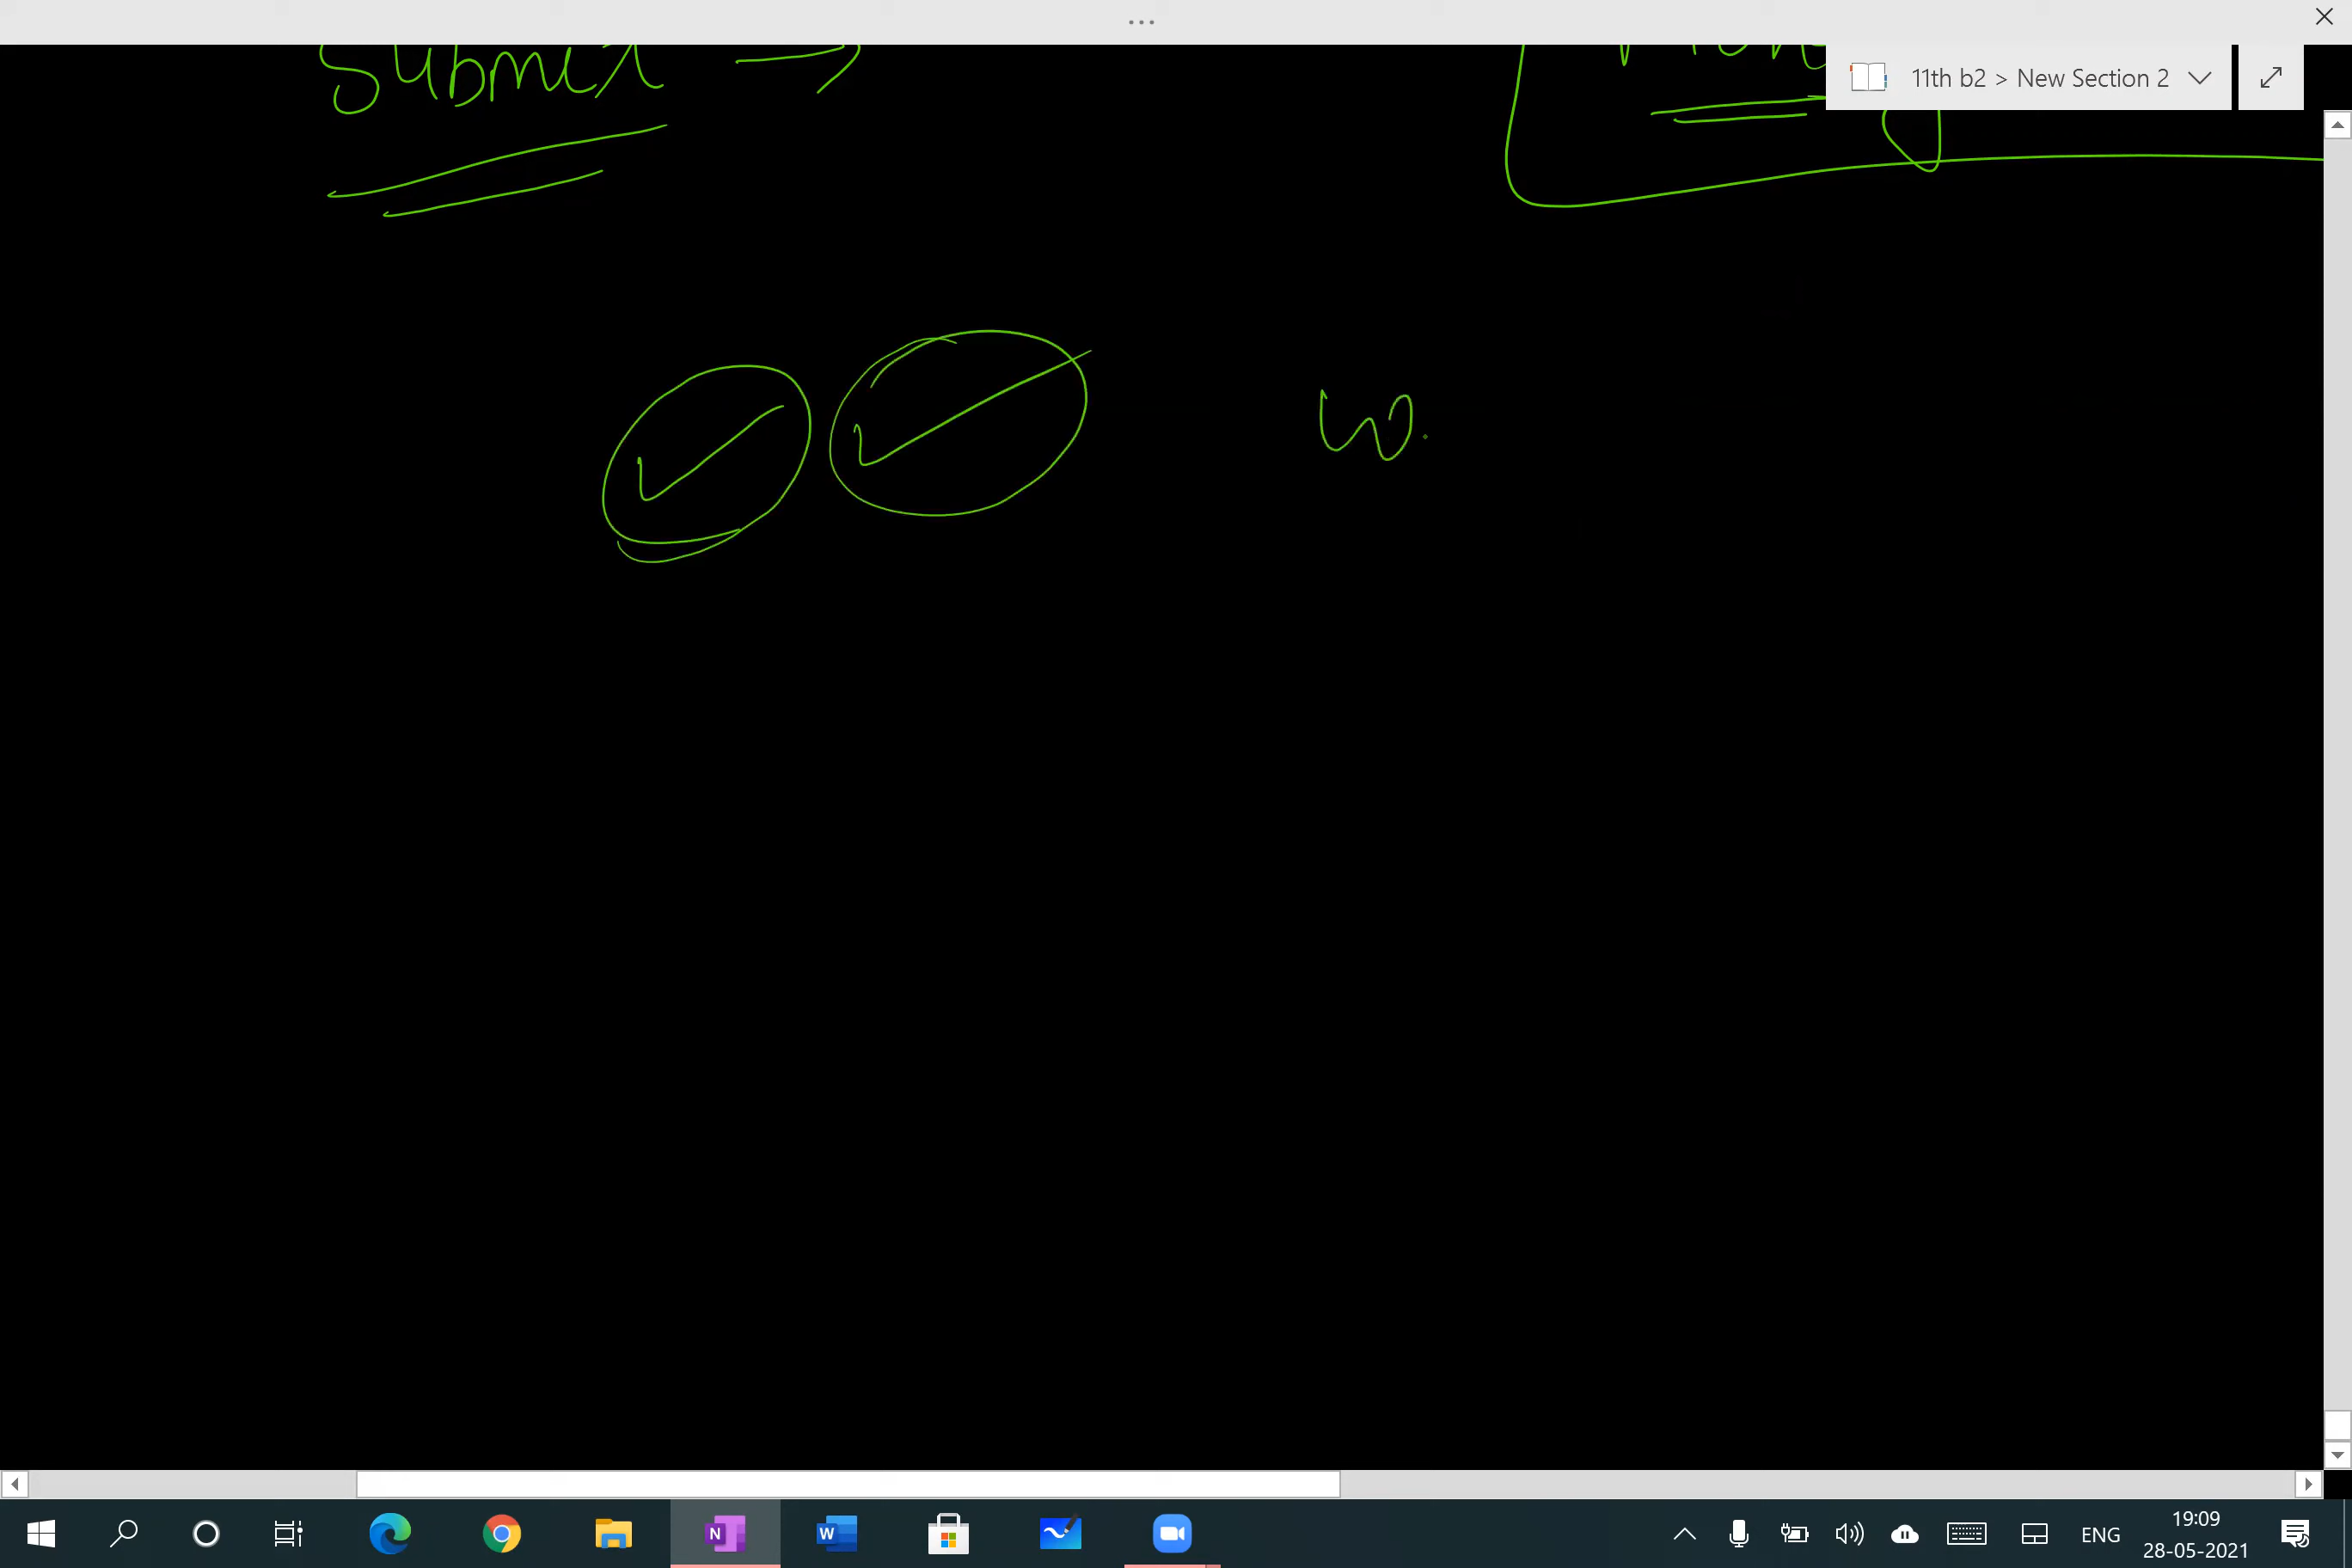 11th b2 > New Section 2
Submit →
w
ENG
19:09
28-05-2021